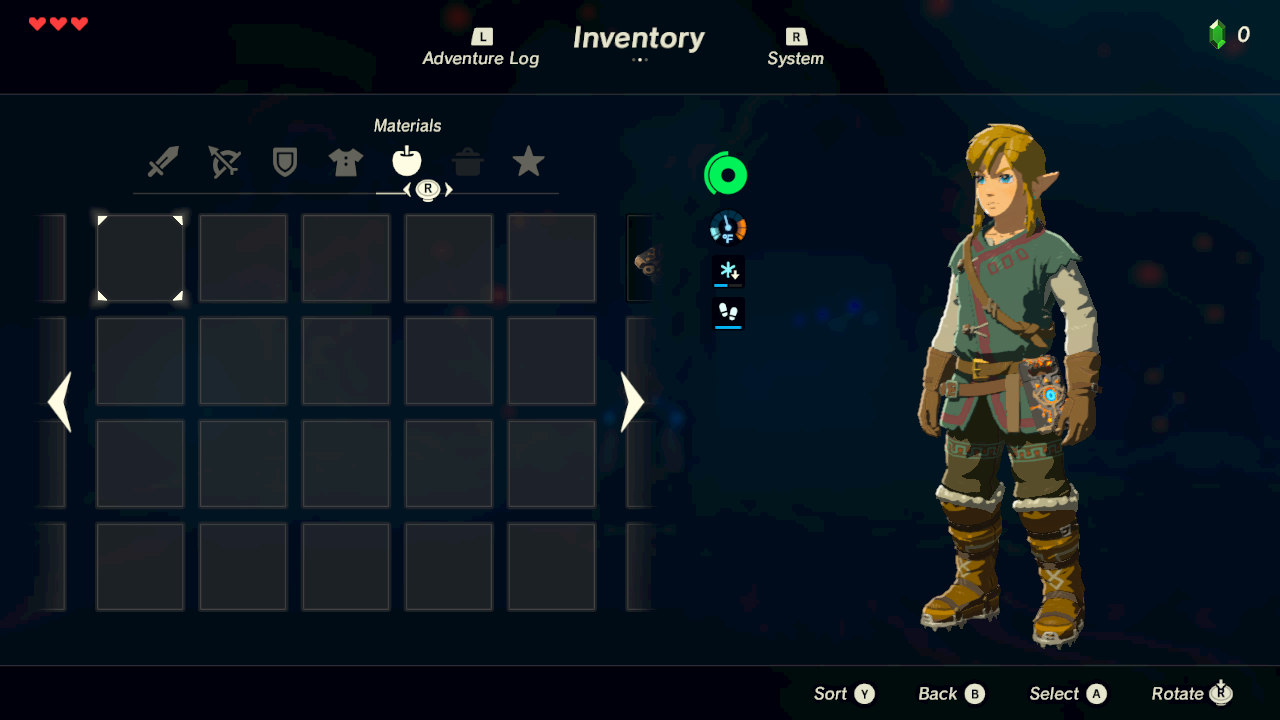 L
Adventure Log
Inventory
R
System
0
Materials
R
°F
Sort Y
Back B
Select A
Rotate R